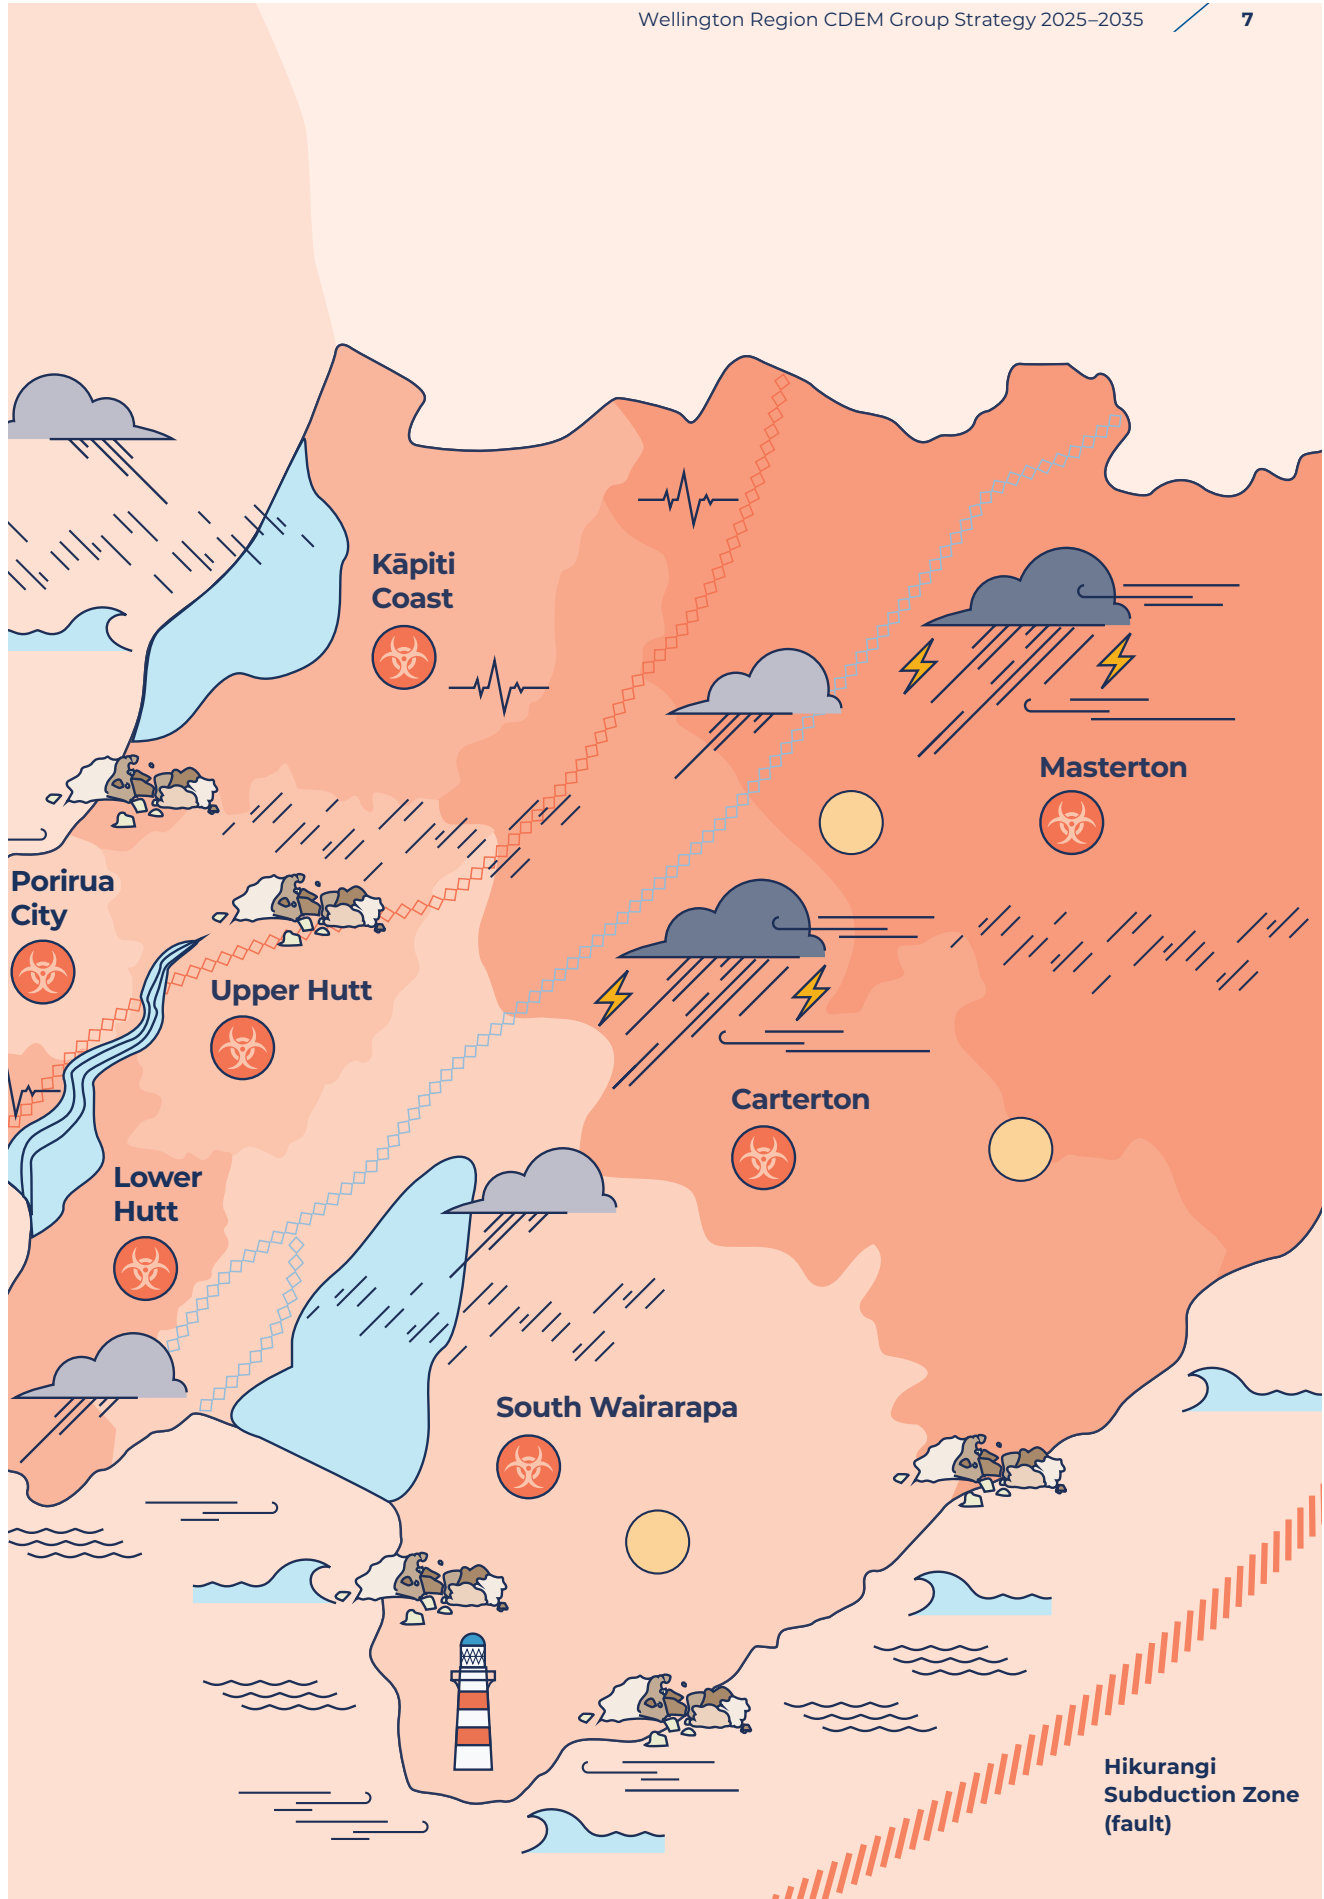 Wellington Region CDEM Group Strategy 2025–2035
7
Kāpiti
Coast
Masterton
Porirua
City
Upper Hutt
Carterton
Lower
Hutt
South Wairarapa
Hikurangi
Subduction Zone
(fault)